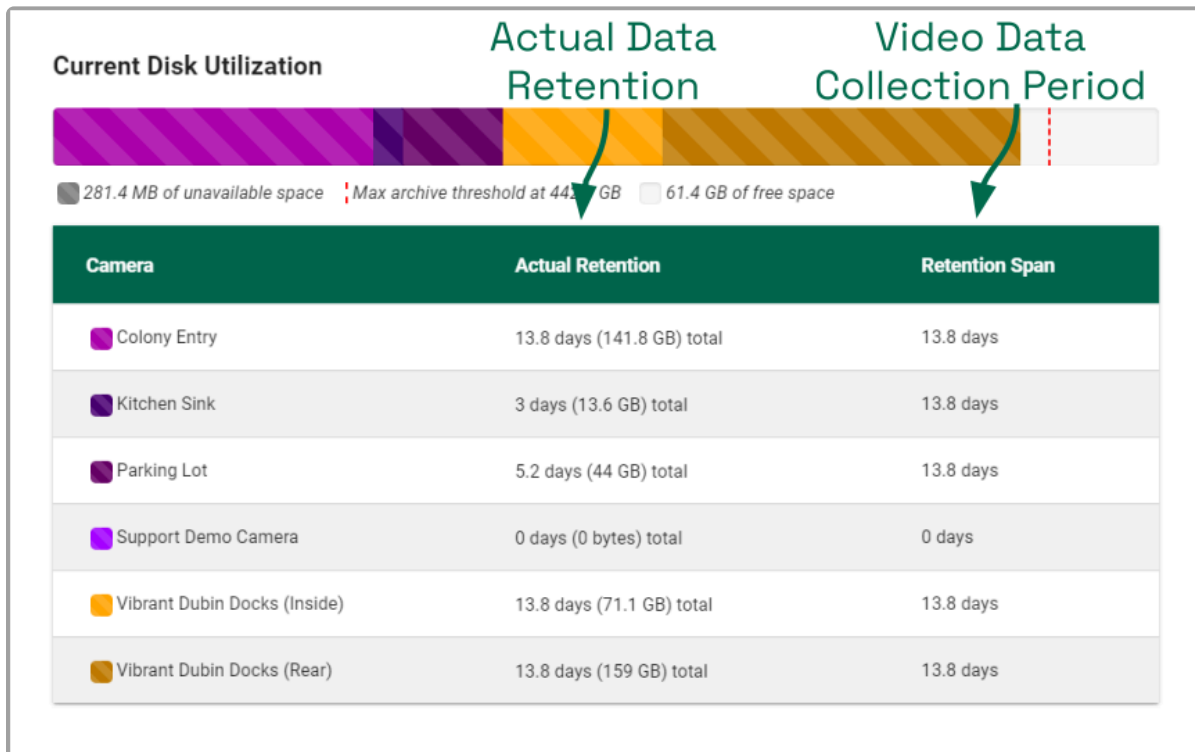 Actual Data
Retention
Video Data
Collection Period
Current Disk Utilization
281.4 MB of unavailable space Max archive threshold at 442 GB 61.4 GB of free space
Camera Actual Retention Retention Span
Colony Entry 13.8 days (141.8 GB) total 13.8 days
Kitchen Sink 3 days (13.6 GB) total 13.8 days
Parking Lot 5.2 days (44 GB) total 13.8 days
Support Demo Camera 0 days (0 bytes) total 0 days
Vibrant Dubin Docks (Inside) 13.8 days (71.1 GB) total 13.8 days
Vibrant Dubin Docks (Rear) 13.8 days (159 GB) total 13.8 days